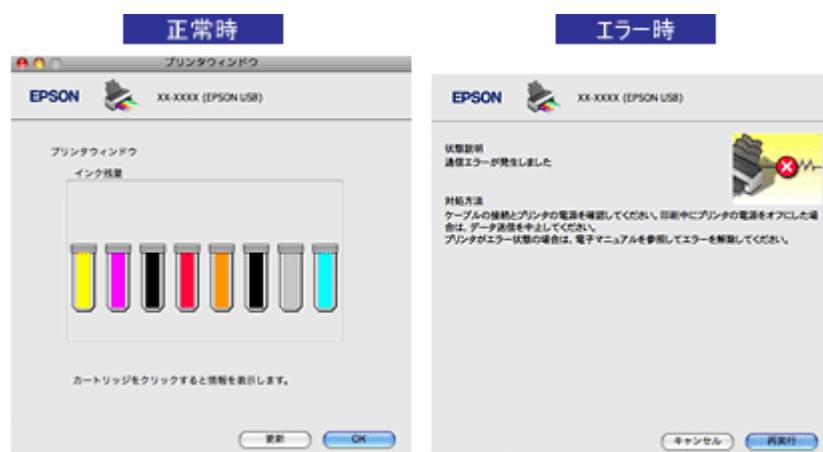 正常時
プリンタウィンドウ
EPSON XX-XXXX (EPSON USB)
プリンタウィンドウ
インク残量
カートリッジをクリックすると情報を表示します。
更新 OK
エラー時
EPSON XX-XXXX (EPSON USB)
状態説明
通信エラーが発生しました
対処方法
ケーブルの接続とプリンタの電源を確認してください。印刷中にプリンタの電源をオフにした場
合は、データ送信を中止してください。
プリンタがエラー状態の場合は、電子マニュアルを参照してエラーを解除してください。
キャンセル 再実行